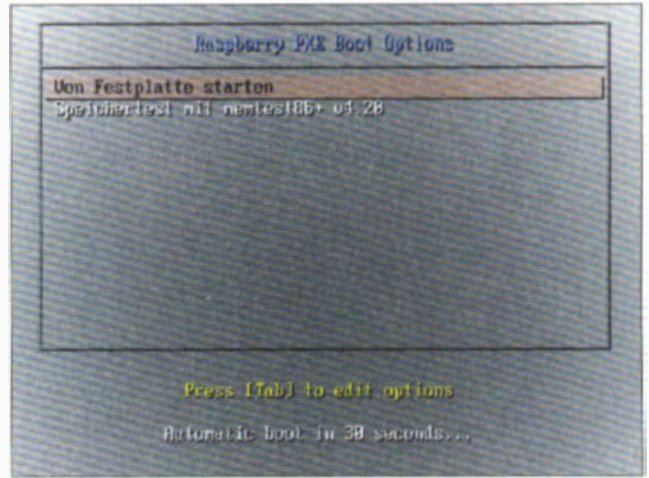 Raspberry PXE Boot Options
Von Festplatte starten
Speichertest mit memtest86+ v4.20
Press [Tab] to edit options
Automatic boot in 30 seconds...